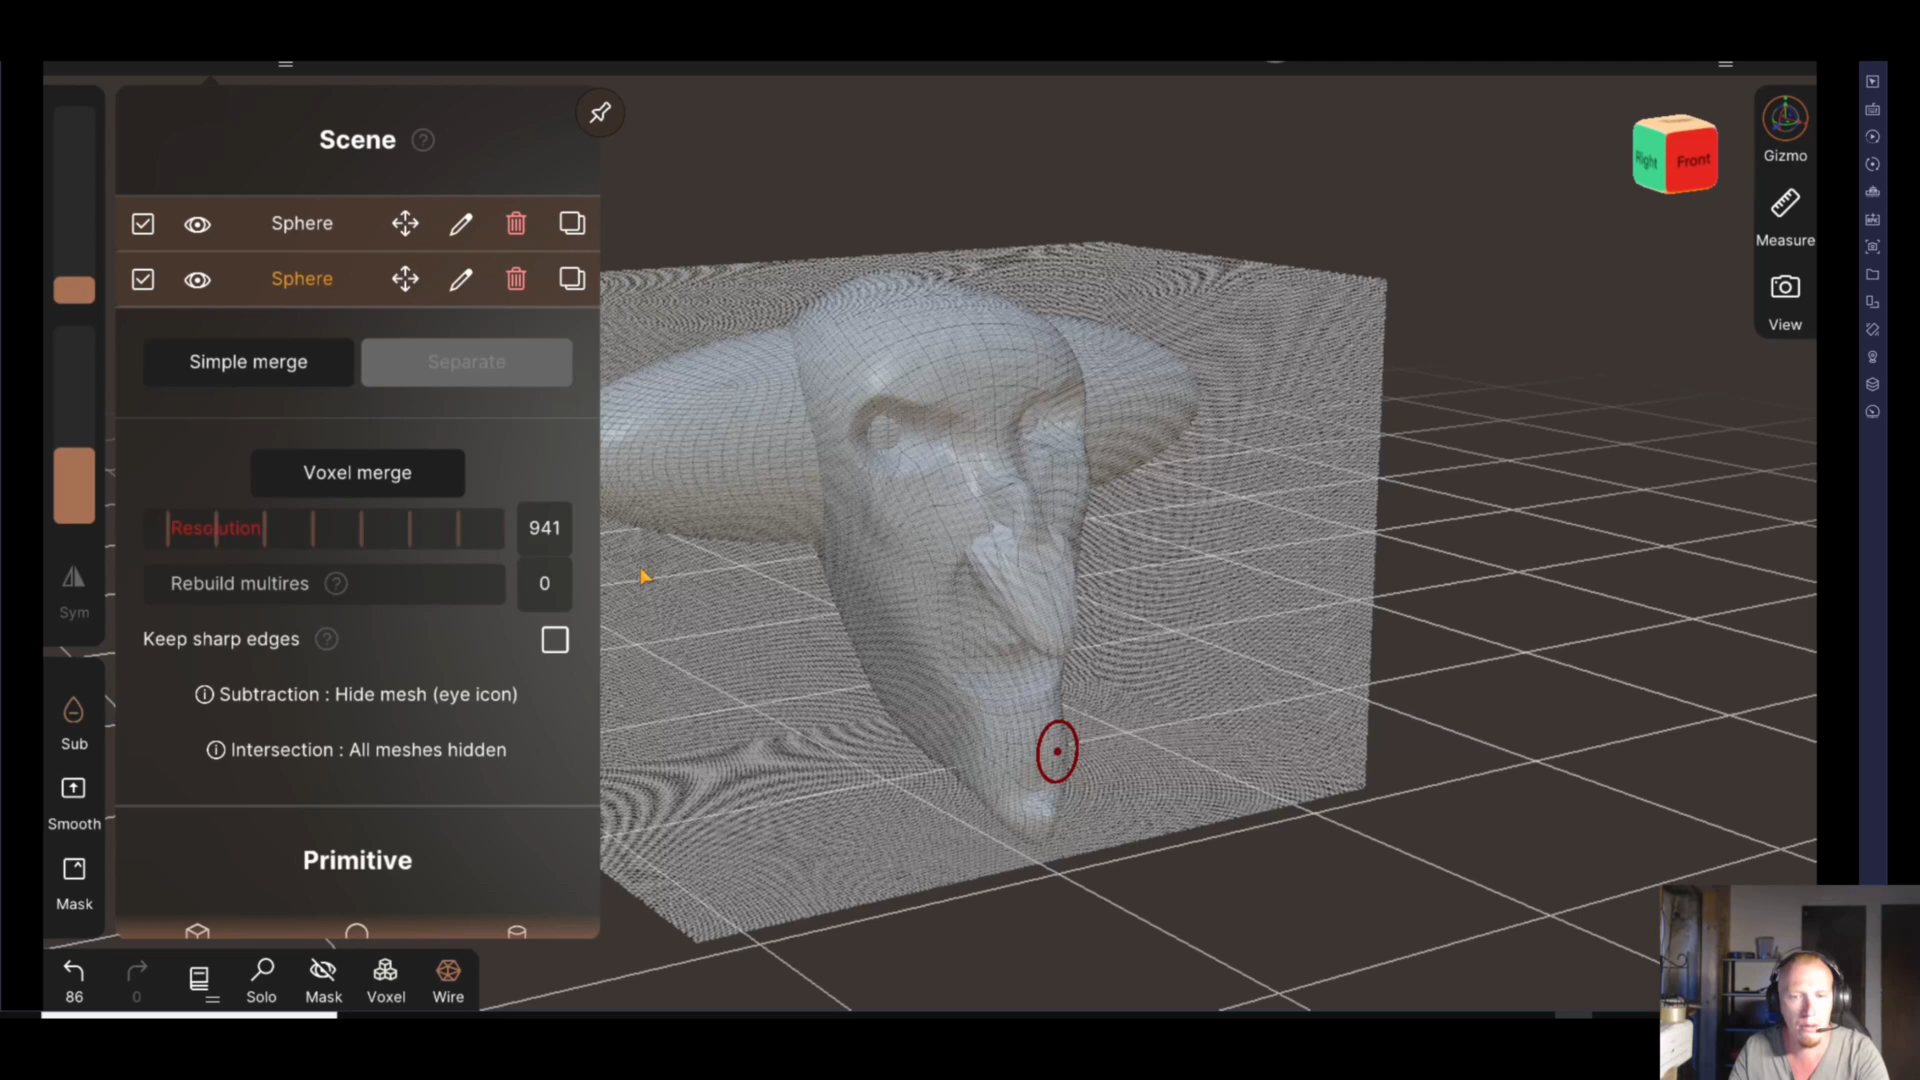 Scene ?
Sphere
Sphere
Simple merge
Separate
Voxel merge
Resolution
941
Rebuild multires ?
0
Keep sharp edges ?
Subtraction : Hide mesh (eye icon)
Intersection : All meshes hidden
Primitive
Sym
Sub
Smooth
Mask
86
0
Solo
Mask
Voxel
Wire
Right
Front
Gizmo
Measure
View